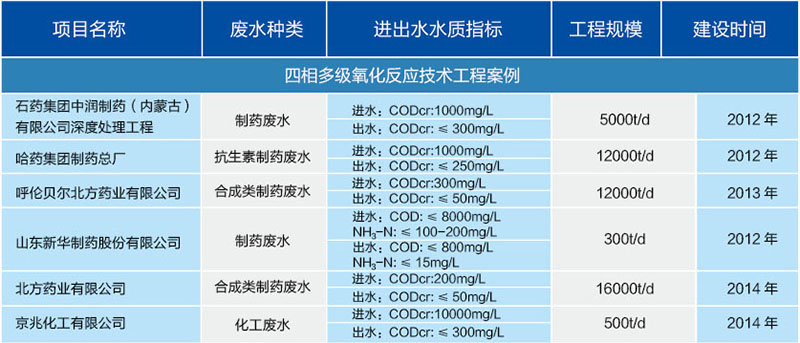 项目名称 废水种类 进出水水质指标 工程规模 建设时间
四相多级氧化反应技术工程案例
石药集团中润制药（内蒙古）
有限公司深度处理工程
制药废水
进水；CODcr:1000mg/L
出水；CODcr: ≤ 300mg/L
5000t/d
2012 年
哈药集团制药总厂
抗生素制药废水
进水；CODcr:1000mg/L
出水；CODcr: ≤ 250mg/L
12000t/d
2012 年
呼伦贝尔北方药业有限公司
合成类制药废水
进水；CODcr:300mg/L
出水；CODcr: ≤ 50mg/L
12000t/d
2013 年
山东新华制药股份有限公司
制药废水
进水；COD: ≤ 8000mg/L
NH₃-N: ≤ 100-200mg/L
出水；COD: ≤ 800mg/L
NH₃-N: ≤ 15mg/L
300t/d
2012 年
北方药业有限公司
合成类制药废水
进水；CODcr:200mg/L
出水；CODcr: ≤ 50mg/L
16000t/d
2014 年
京兆化工有限公司
化工废水
进水；CODcr:10000mg/L
出水；CODcr: ≤ 300mg/L
500t/d
2014 年